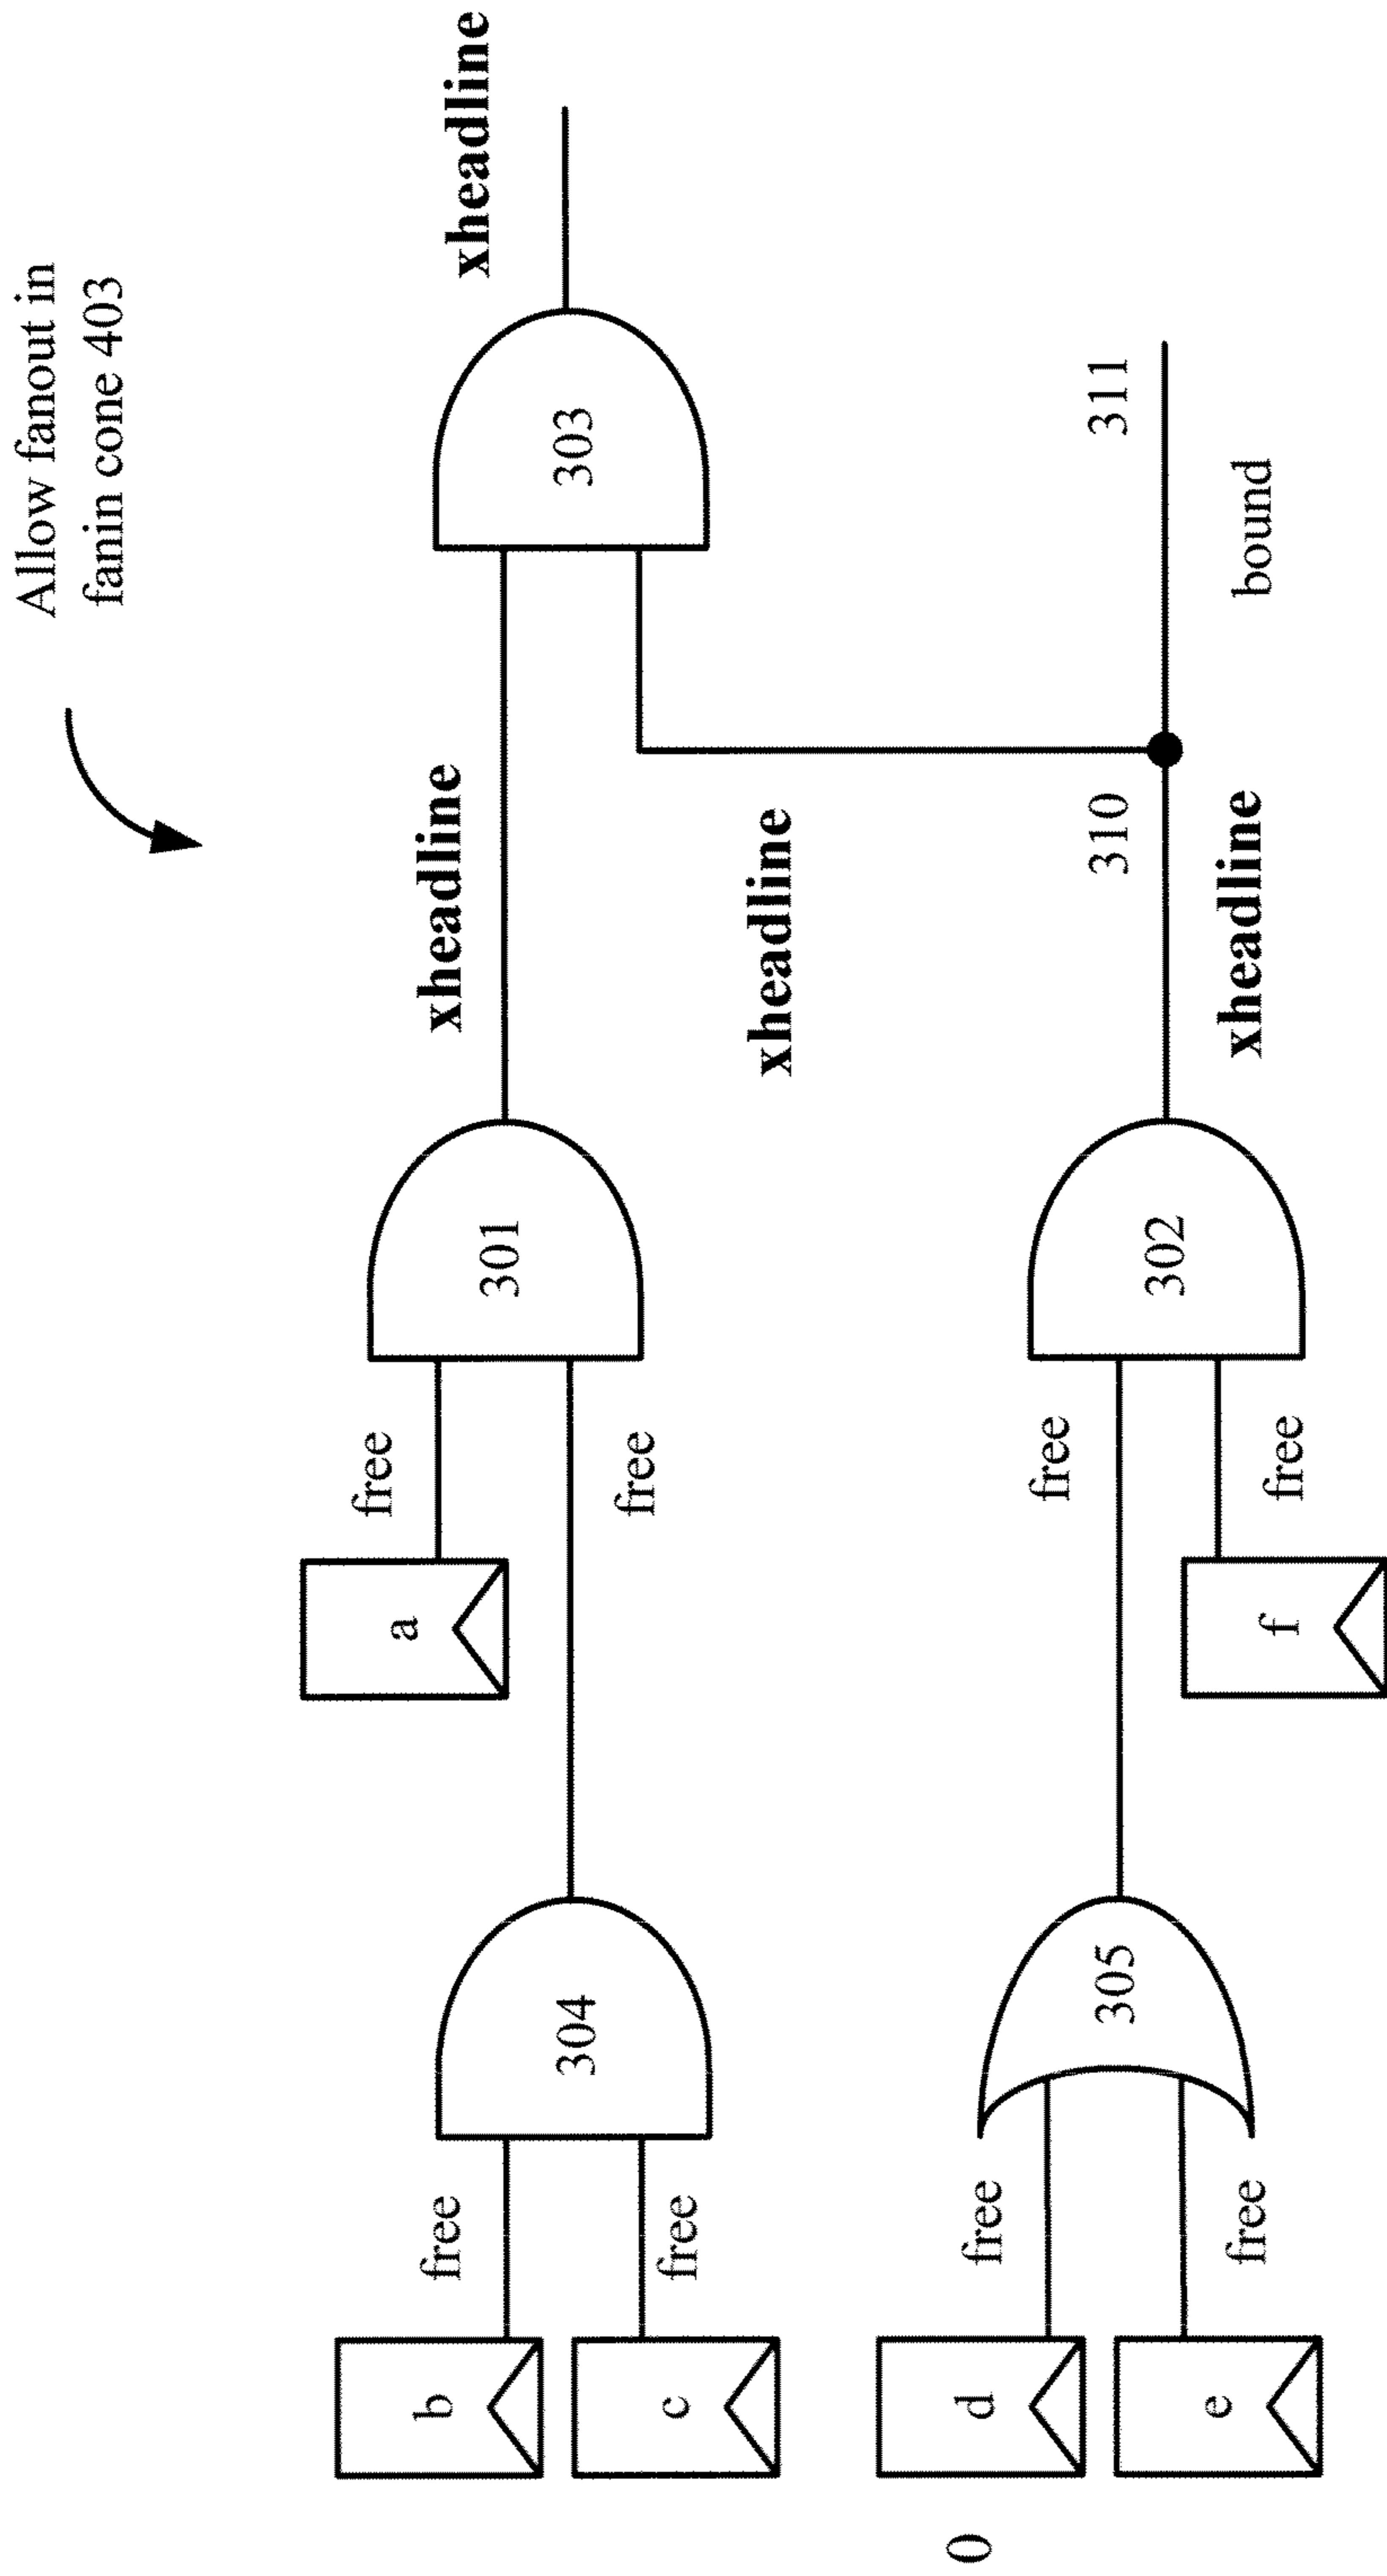 Allow fanout in
fanin cone 403
xheadline
303
xheadline
301
free
a
free
304
free
b
free
c
xheadline
310
311
bound
xheadline
302
free
free
f
305
free
d
free
e
0